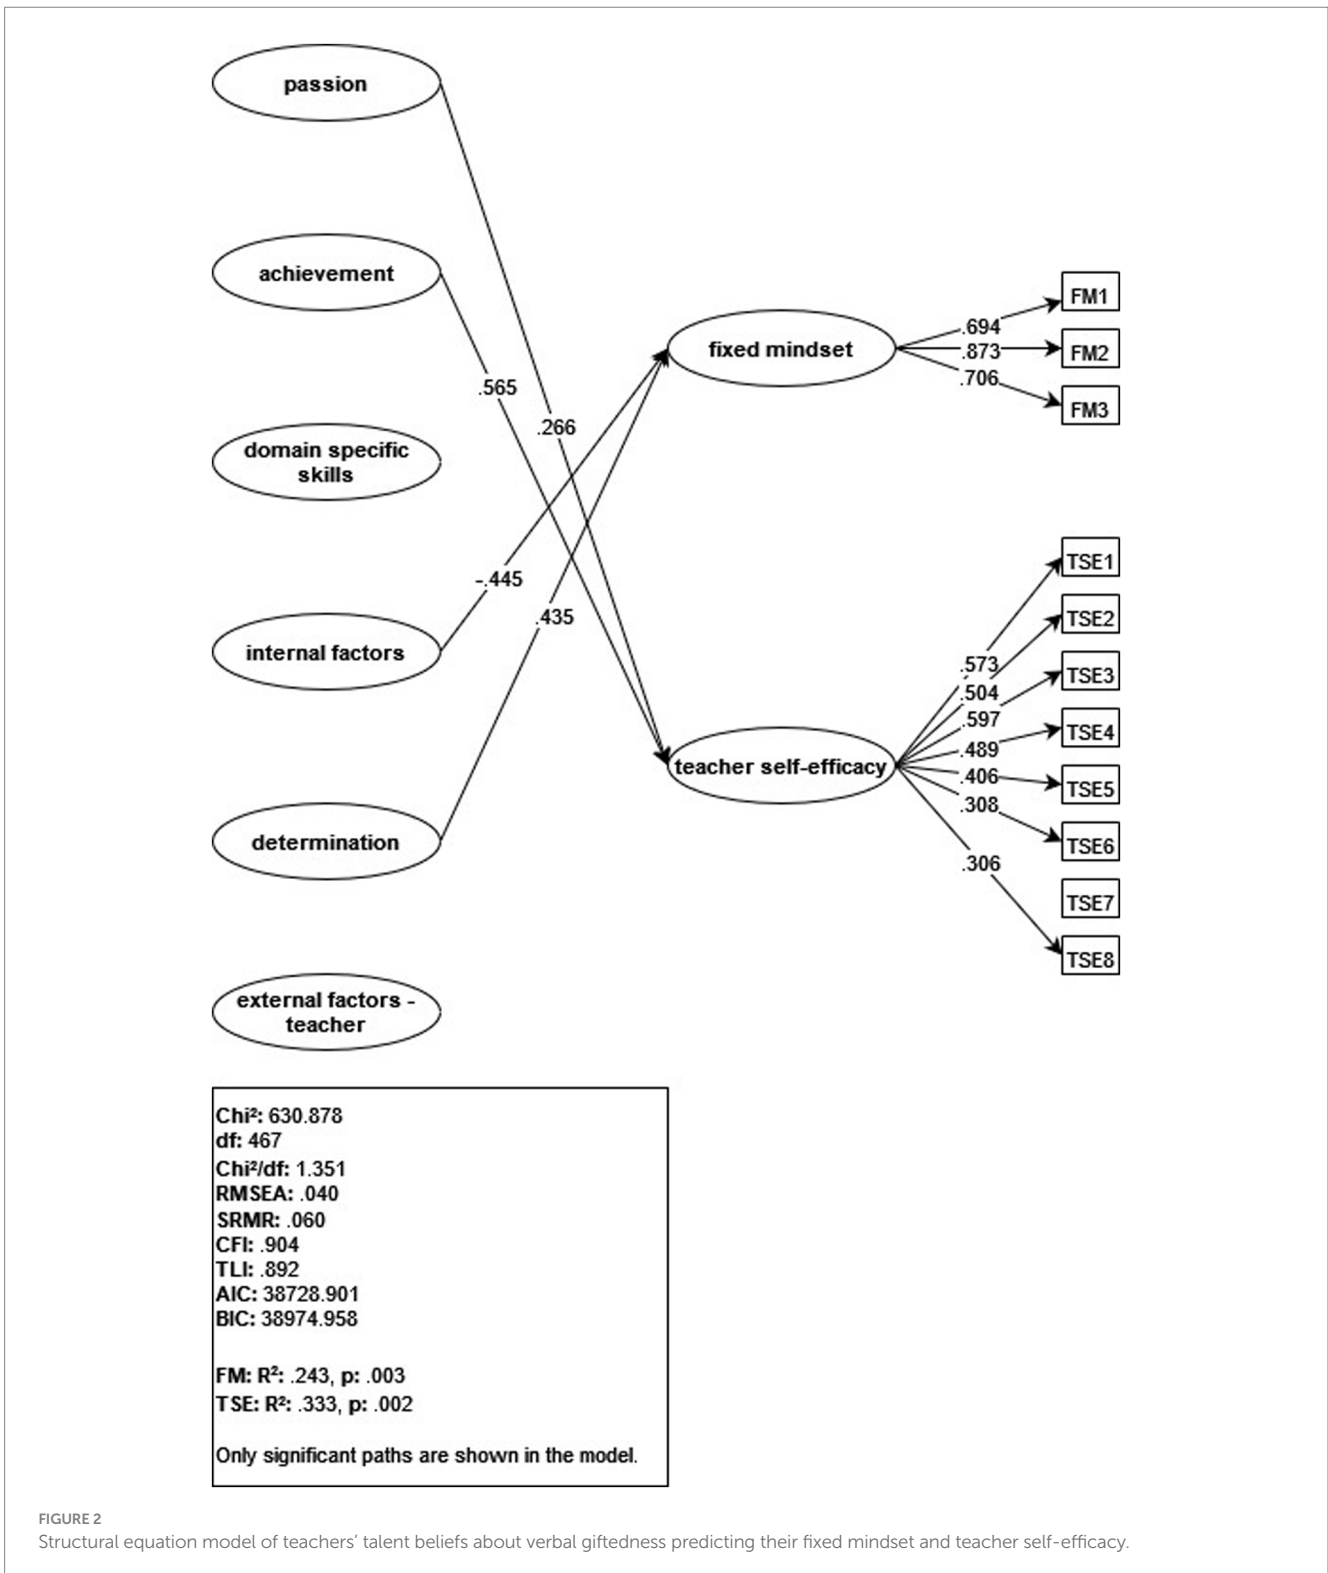 passion
achievement
domain specific
skills
internal factors
determination
external factors -
teacher
.565
.266
-.445
.435
fixed mindset
teacher self-efficacy
.694
.873
.706
FM1
FM2
FM3
.573
.504
.597
.489
.406
.308
.306
TSE1
TSE2
TSE3
TSE4
TSE5
TSE6
TSE7
TSE8
Chi²: 630.878
df: 467
Chi²/df: 1.351
RMSEA: .040
SRMR: .060
CFI: .904
TLI: .892
AIC: 38728.901
BIC: 38974.958
FM: R²: .243, p: .003
TSE: R²: .333, p: .002
Only significant paths are shown in the model.
FIGURE 2
Structural equation model of teachers’ talent beliefs about verbal giftedness predicting their fixed mindset and teacher self-efficacy.